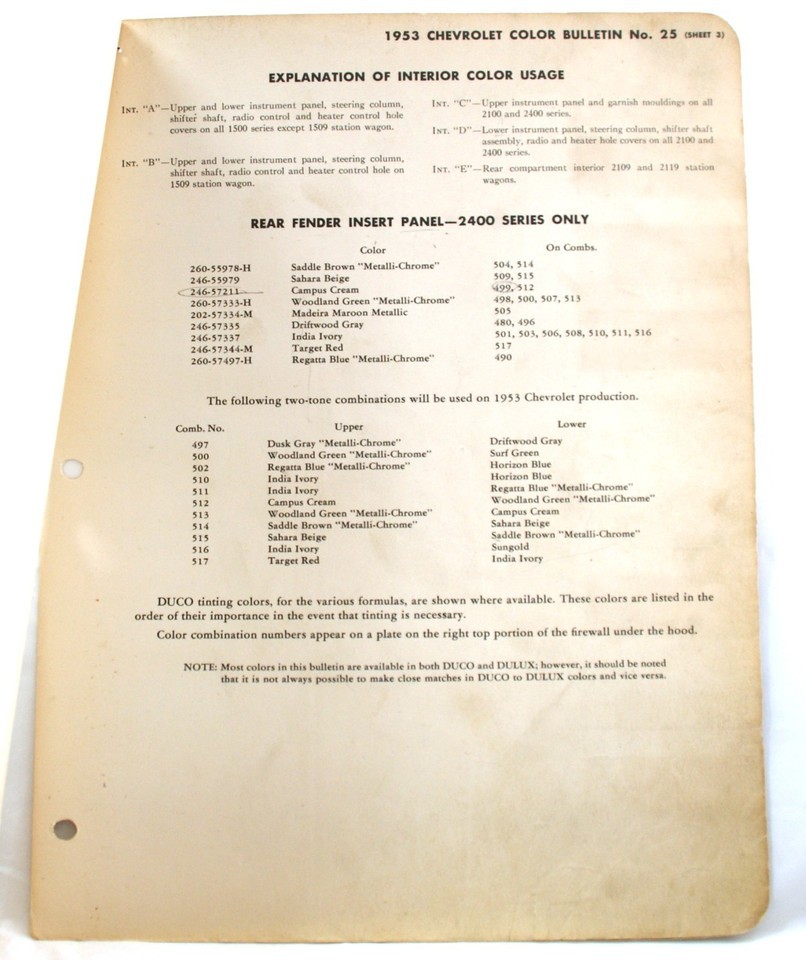 1953 CHEVROLET COLOR BULLETIN No. 25 (SHEET 3)
EXPLANATION OF INTERIOR COLOR USAGE
INT. "A"—Upper and lower instrument panel, steering column,
shifter shaft, radio control and heater control hole
covers on all 1500 series except 1509 station wagon.
INT. "B"—Upper and lower instrument panel, steering column,
shifter shaft, radio control and heater control hole on
1509 station wagon.
INT. "C"—Upper instrument panel and garnish mouldings on all
2100 and 2400 series.
INT. "D"—Lower instrument panel, steering column, shifter shaft
assembly, radio and heater hole covers on all 2100 and
2400 series.
INT. "E"—Rear compartment interior 2109 and 2119 station
wagons.
REAR FENDER INSERT PANEL—2400 SERIES ONLY
Color On Combs.
260-55978-H Saddle Brown "Metalli-Chrome" 504, 514
246-55979 Sahara Beige 509, 515
246-57211 Campus Cream 499, 512
260-57333-H Woodland Green "Metalli-Chrome" 498, 500, 507, 513
202-57334-M Madeira Maroon Metallic 505
246-57335 Driftwood Gray 480, 496
246-57337 India Ivory 501, 503, 506, 508, 510, 511, 516
246-57344-M Target Red 517
260-57497-H Regatta Blue "Metalli-Chrome" 490
The following two-tone combinations will be used on 1953 Chevrolet production.
Comb. No. Upper Lower
497 Dusk Gray "Metalli-Chrome" Driftwood Gray
500 Woodland Green "Metalli-Chrome" Surf Green
502 Regatta Blue "Metalli-Chrome" Horizon Blue
510 India Ivory Horizon Blue
511 India Ivory Regatta Blue "Metalli-Chrome"
512 Campus Cream Woodland Green "Metalli-Chrome"
513 Woodland Green "Metalli-Chrome" Campus Cream
514 Saddle Brown "Metalli-Chrome" Sahara Beige
515 Sahara Beige Saddle Brown "Metalli-Chrome"
516 India Ivory Sungold
517 Target Red India Ivory
DUCO tinting colors, for the various formulas, are shown where available. These colors are listed in the
order of their importance in the event that tinting is necessary.
Color combination numbers appear on a plate on the right top portion of the firewall under the hood.
NOTE: Most colors in this bulletin are available in both DUCO and DULUX; however, it should be noted
that it is not always possible to make close matches in DUCO to DULUX colors and vice versa.